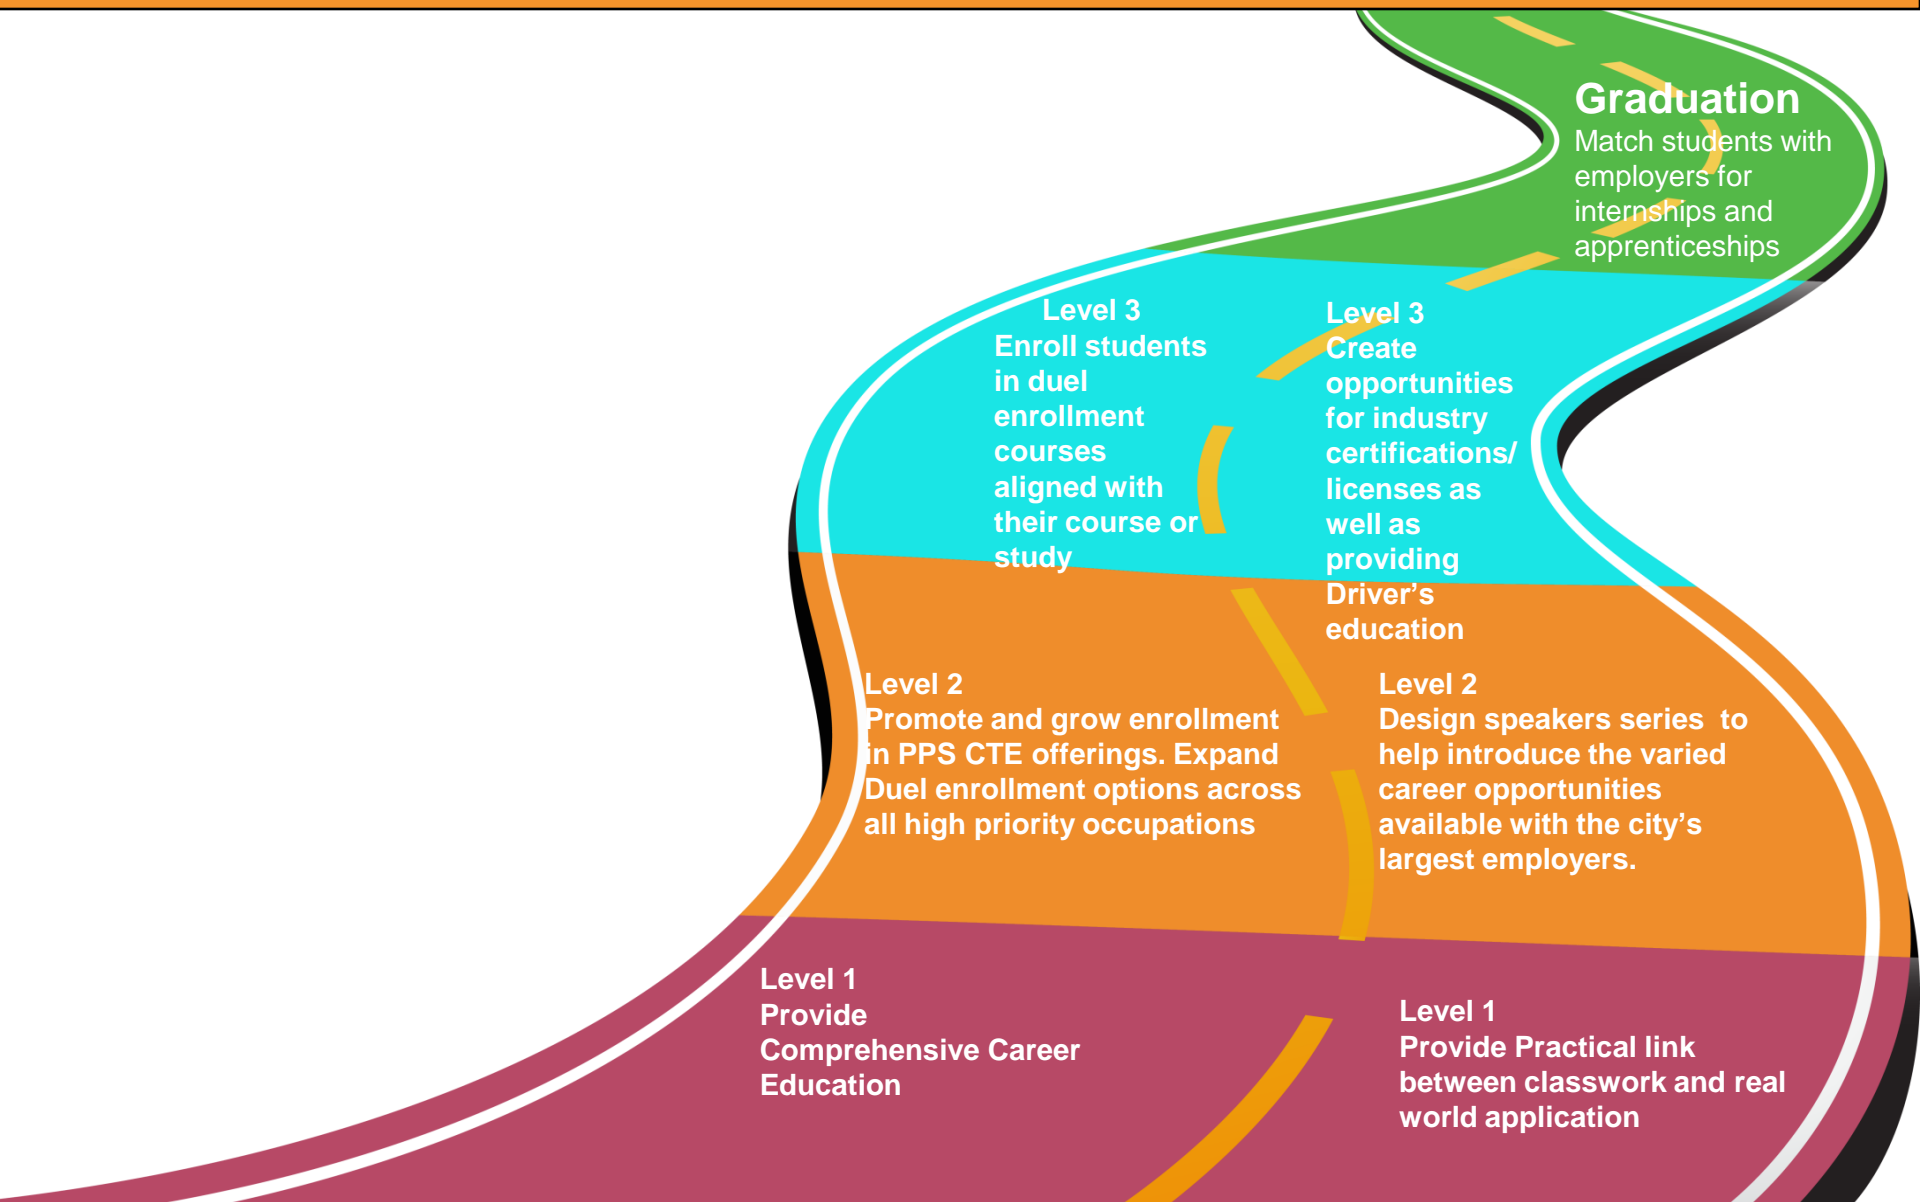 Graduation
Match students with
employers for
internships and
apprenticeships
Level 3
Enroll students
in duel
enrollment
courses
aligned with
their course or
study
Level 3
Create
opportunities
for industry
certifications/
licenses as
well as
providing
Driver’s
education
Level 2
Promote and grow enrollment
in PPS CTE offerings. Expand
Duel enrollment options across
all high priority occupations
Level 2
Design speakers series  to
help introduce the varied
career opportunities
available with the city’s
largest employers.
Level 1
Provide
Comprehensive Career
Education
Level 1
Provide Practical link
between classwork and real
world application